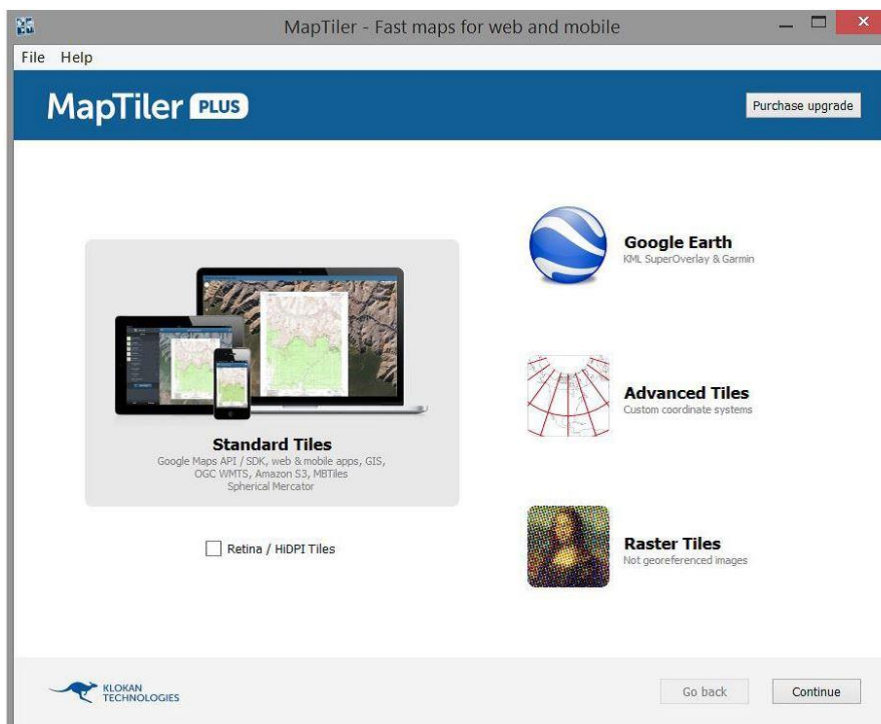 MapTiler - Fast maps for web and mobile
File Help
MapTiler PLUS
Purchase upgrade
Standard Tiles
Google Maps API / SDK, web & mobile apps, GIS,
OGC WMTS, Amazon S3, MBTiles
Spherical Mercator
Retina / HiDPI Tiles
Google Earth
KML SuperOverlay & Garmin
Advanced Tiles
Custom coordinate systems
Raster Tiles
Not georeferenced images
KLOKAN
TECHNOLOGIES
Go back
Continue